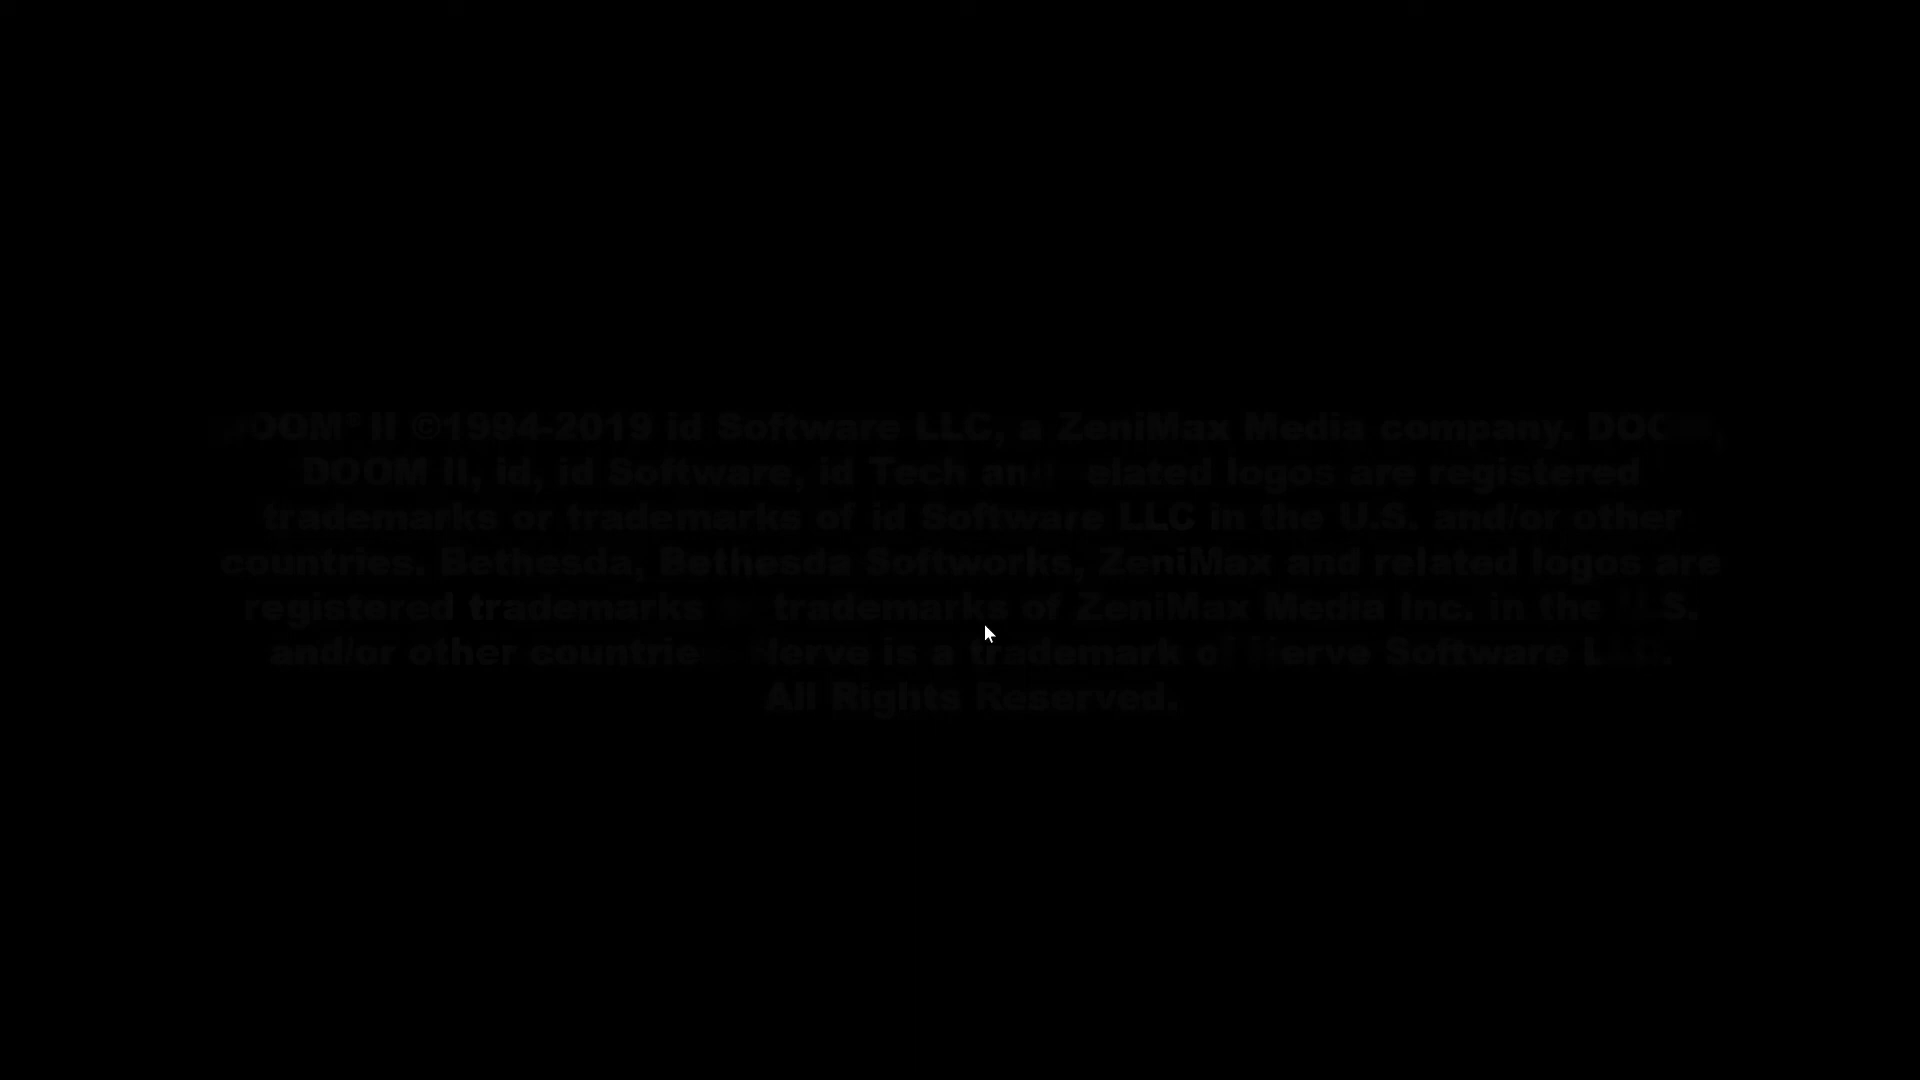 DOOM® II ©1994-2019 id Software LLC, a ZeniMax Media company. DOOM,
DOOM II, id, id Software, id Tech and related logos are registered
trademarks or trademarks of id Software LLC in the U.S. and/or other
countries. Bethesda, Bethesda Softworks, ZeniMax and related logos are
registered trademarks or trademarks of ZeniMax Media Inc. in the U.S.
and/or other countries. Nerve is a trademark of Nerve Software LLC.
All Rights Reserved.